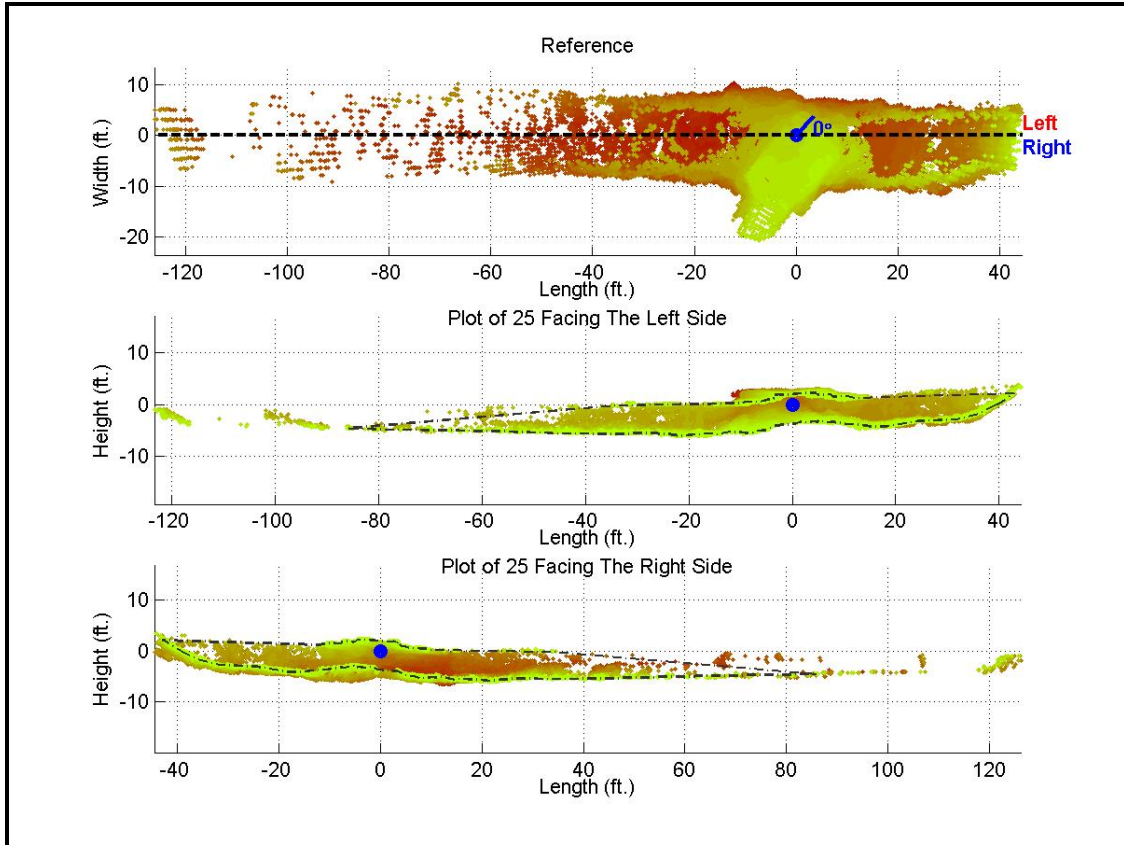 Reference
10
0
-10
-20
Width (ft.)
0°
Left
Right
-120 -100 -80 -60 -40 -20 0 20 40
Length (ft.)
Plot of 25 Facing The Left Side
10
0
-10
Height (ft.)
-120 -100 -80 -60 -40 -20 0 20 40
Length (ft.)
Plot of 25 Facing The Right Side
10
0
-10
Height (ft.)
-40 -20 0 20 40 60 80 100 120
Length (ft.)